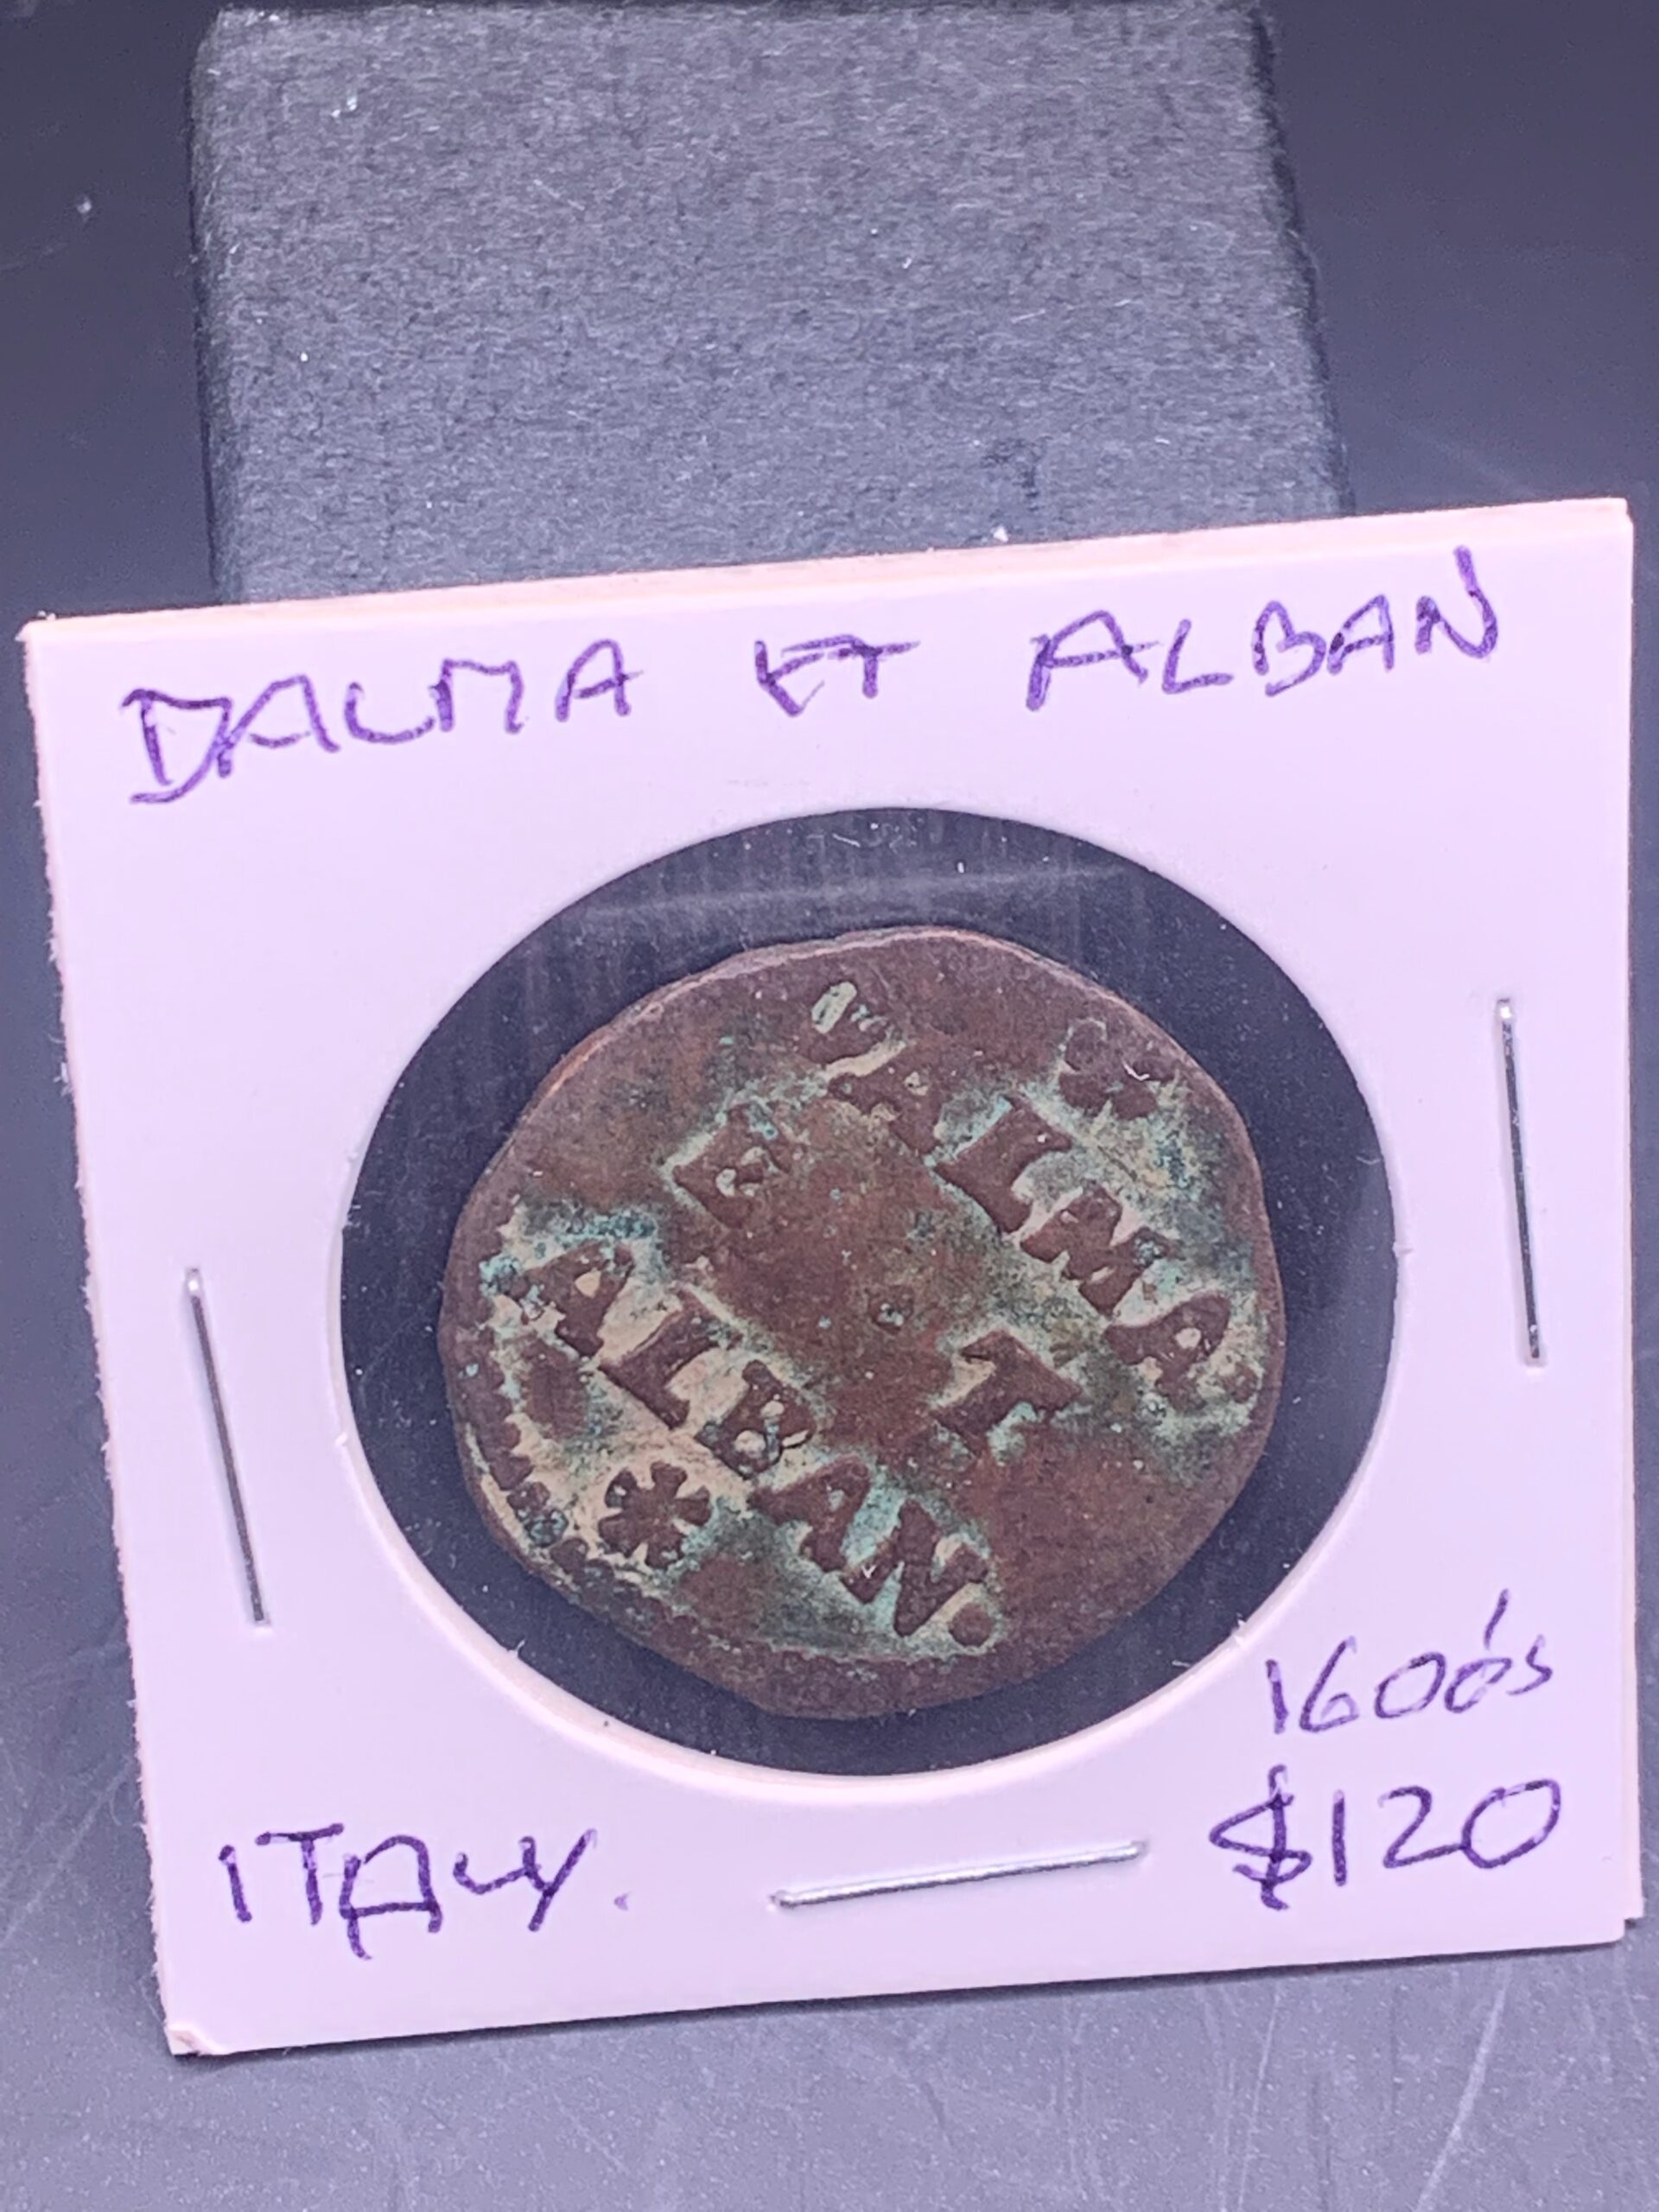 DALMA ET ALBAN
DALMA.
E T
ALBAN.
1600's
ITALY.
$120